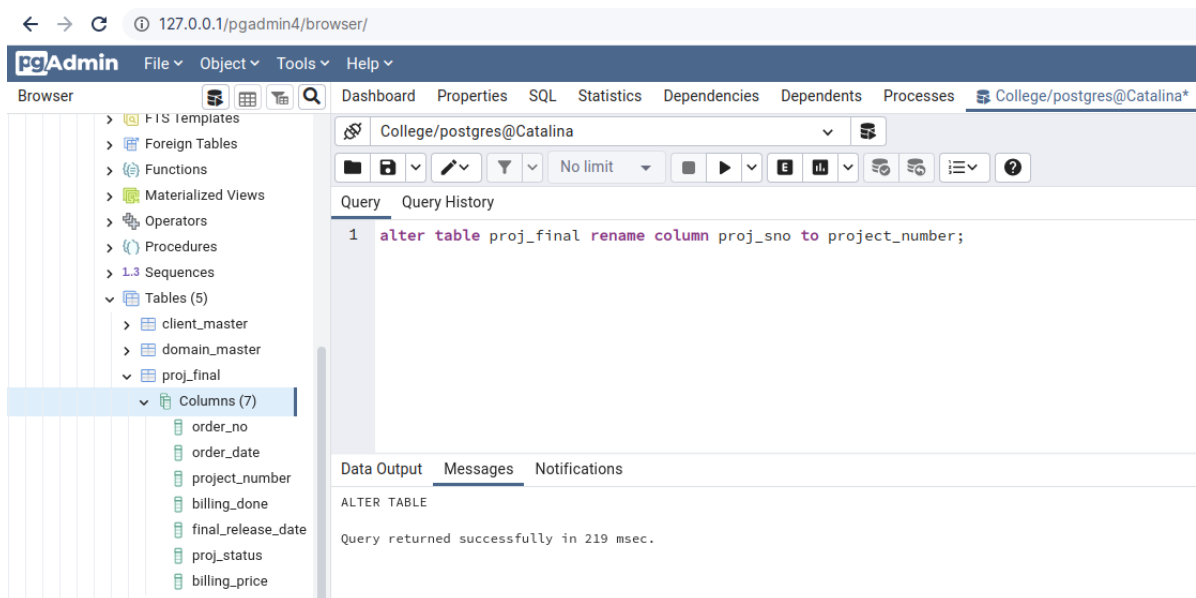 127.0.0.1/pgadmin4/browser/
pgAdmin File Object Tools Help
Browser
Dashboard Properties SQL Statistics Dependencies Dependents Processes College/postgres@Catalina*
FTS Templates
Foreign Tables
Functions
Materialized Views
Operators
Procedures
1..3 Sequences
Tables (5)
client_master
domain_master
proj_final
Columns (7)
order_no
order_date
project_number
billing_done
final_release_date
proj_status
billing_price
College/postgres@Catalina
No limit
E
Query Query History
1 alter table proj_final rename column proj_sno to project_number;
Data Output Messages Notifications
ALTER TABLE
Query returned successfully in 219 msec.